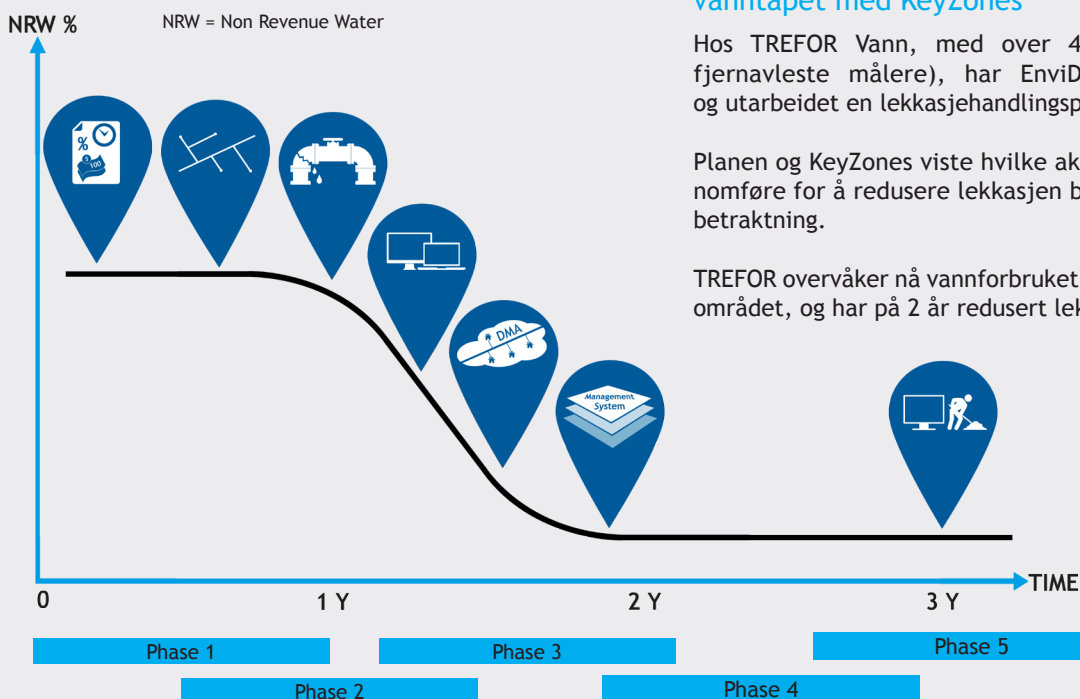 vanntapet med KeyZones
Hos TREFOR Vann, med over 4
fjernavleste målere), har EnviD
og utarbeidet en lekkasjehandlingsp
Planen og KeyZones viste hvilke ak
nomføre for å redusere lekkasjen b
betraktning.
TREFOR overvåker nå vannforbruket
området, og har på 2 år redusert lek
NRW %
NRW = Non Revenue Water
%
$
100
DMA
Management
System
TIME
0
1 Y
2 Y
3 Y
Phase 1
Phase 3
Phase 5
Phase 2
Phase 4